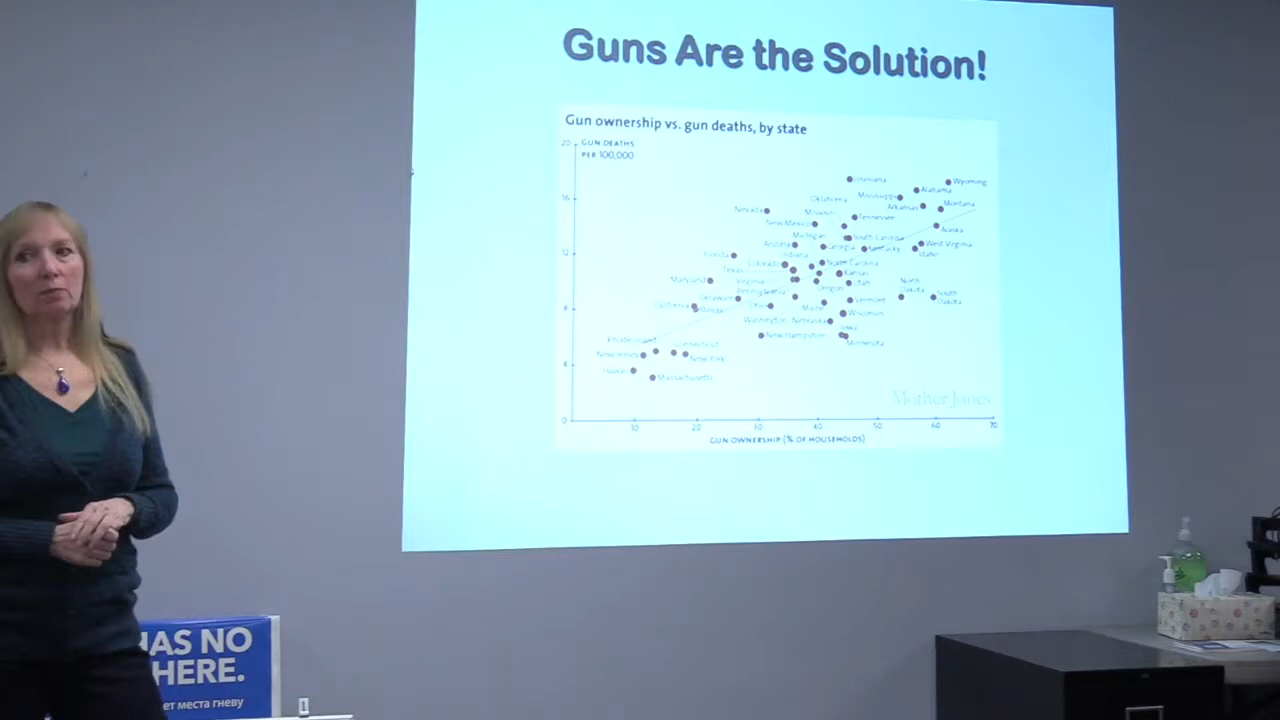 Guns Are the Solution!
Gun ownership vs. gun deaths, by state
20
GUN DEATHS
PER 100,000
Louisiana
Wyoming
Alabama
Mississippi
16
Oklahoma
Arkansas
Montana
Nevada
Missouri
Tennessee
New Mexico
Alaska
Michigan
South Carolina
Arizona
Georgia
Kentucky
West Virginia
12
Florida
Indiana
Idaho
Colorado
North Carolina
Texas
Kansas
Maryland
Virginia
Utah
North
Dakota
Pennsylvania
Oregon
South
Dakota
Delaware
Vermont
California
Ohio
Maine
8
Illinois
Wisconsin
Washington
Nebraska
Iowa
New Hampshire
Minnesota
Rhode Island
Connecticut
New Jersey
New York
4
Hawaii
Massachusetts
Mother Jones
0
10 20 30 40 50 60 70
GUN OWNERSHIP (% OF HOUSEHOLDS)
HAS NO
HERE.
ет места гневу